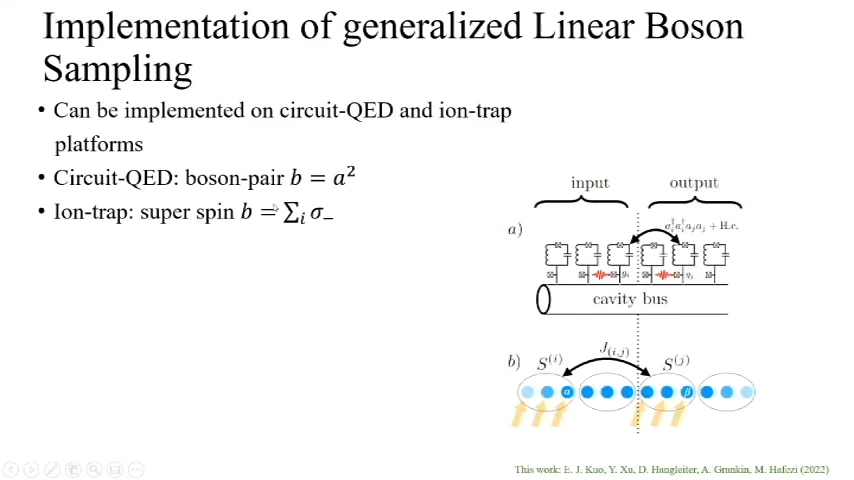 Implementation of generalized Linear Boson
Sampling
• Can be implemented on circuit-QED and ion-trap
platforms
• Circuit-QED: boson-pair b = a²
• Ion-trap: super spin b = ∑ᵢ σ₋
input output
a) a†ᵢa†ᵢaⱼaⱼ + H.c.
gᵢ gⱼ
cavity bus
b) S⁽ⁱ⁾ J₍ᵢ,ⱼ₎ S⁽ʲ⁾
α β
This work: E. J. Kuo, Y. Xu, D. Hangleiter, A. Grankin, M. Hafezi (2022)